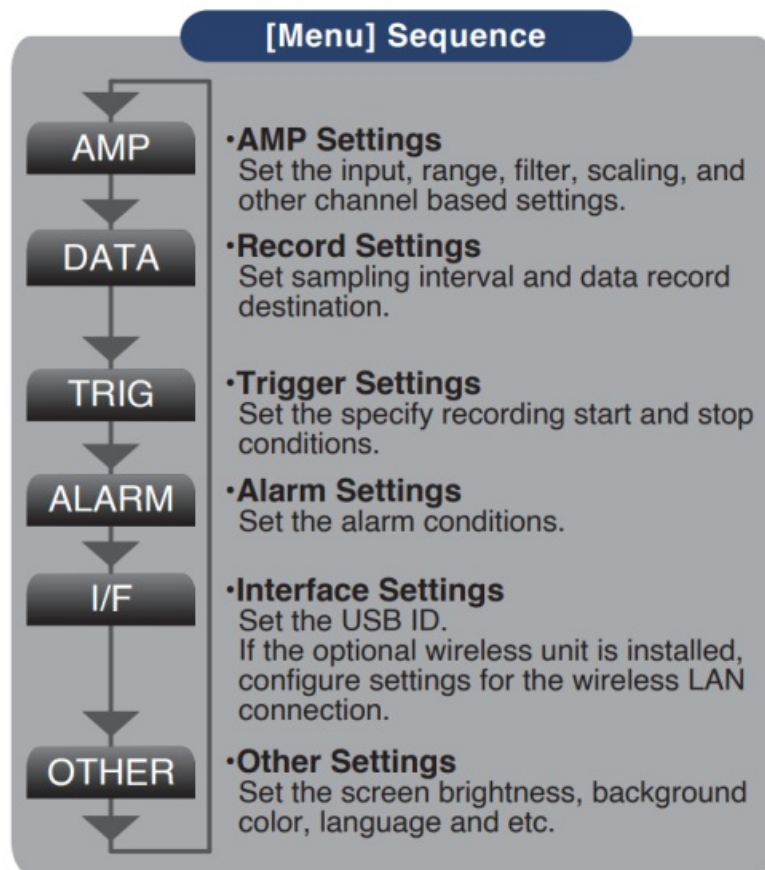 [Menu] Sequence
AMP
·AMP Settings
Set the input, range, filter, scaling, and
other channel based settings.
DATA
·Record Settings
Set sampling interval and data record
destination.
TRIG
·Trigger Settings
Set the specify recording start and stop
conditions.
ALARM
·Alarm Settings
Set the alarm conditions.
I/F
·Interface Settings
Set the USB ID.
If the optional wireless unit is installed,
configure settings for the wireless LAN
connection.
OTHER
·Other Settings
Set the screen brightness, background
color, language and etc.